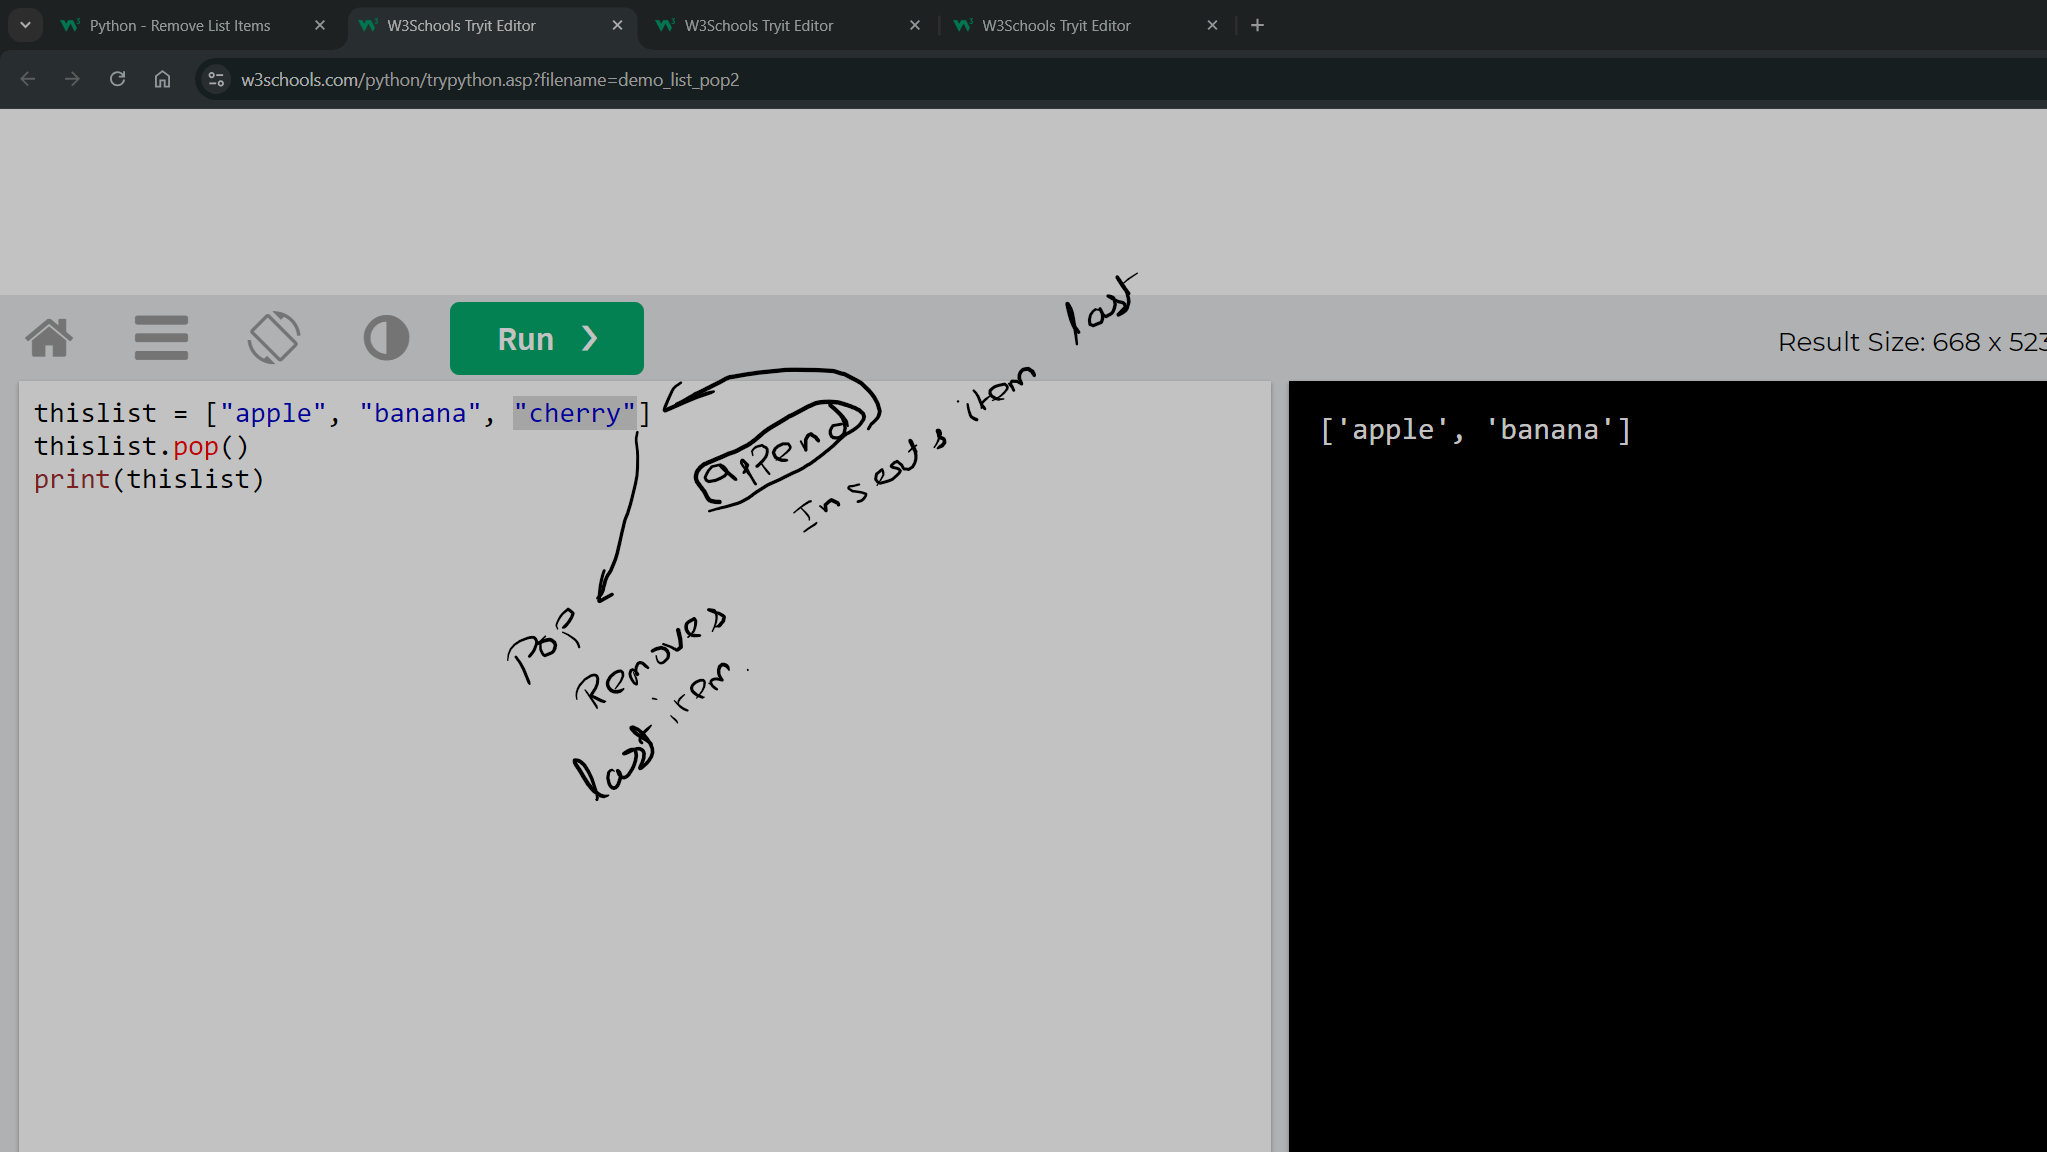 Python - Remove List Items
W3Schools Tryit Editor
W3Schools Tryit Editor
W3Schools Tryit Editor
w3schools.com/python/trypython.asp?filename=demo_list_pop2
last
Run ❯
Result Size: 668 x 523
thislist = ["apple", "banana", "cherry"]
thislist.pop()
print(thislist)
['apple', 'banana']
append
Inserts item
POP
Removes
last item.